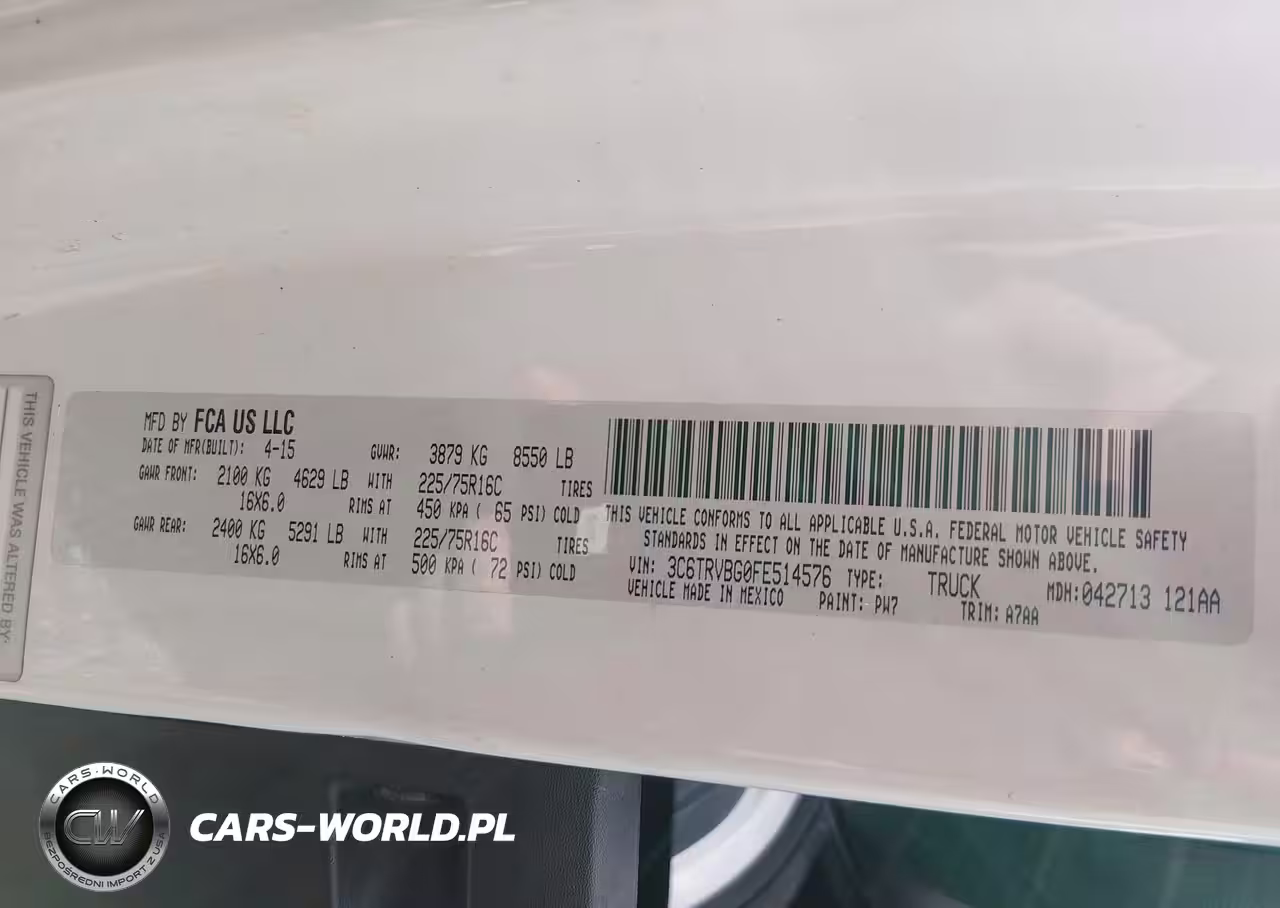 THIS VEHICLE WAS ALTERED BY:
MFD BY FCA US LLC
DATE OF MFR(BUILT): 4-15 GVWR: 3879 KG 8550 LB
GAWR FRONT: 2100 KG 4629 LB WITH 225/75R16C TIRES
16X6.0 RIMS AT 450 KPA ( 65 PSI) COLD
GAWR REAR: 2400 KG 5291 LB WITH 225/75R16C TIRES
16X6.0 RIMS AT 500 KPA ( 72 PSI) COLD
THIS VEHICLE CONFORMS TO ALL APPLICABLE U.S.A. FEDERAL MOTOR VEHICLE SAFETY
STANDARDS IN EFFECT ON THE DATE OF MANUFACTURE SHOWN ABOVE.
VIN: 3C6TRVBG0FE514576 TYPE: TRUCK MDH:042713 121AA
VEHICLE MADE IN MEXICO PAINT: PW7 TRIM: A7AA
CARS-WORLD
CW
BEZPOŚREDNI IMPORT Z USA
CARS-WORLD.PL